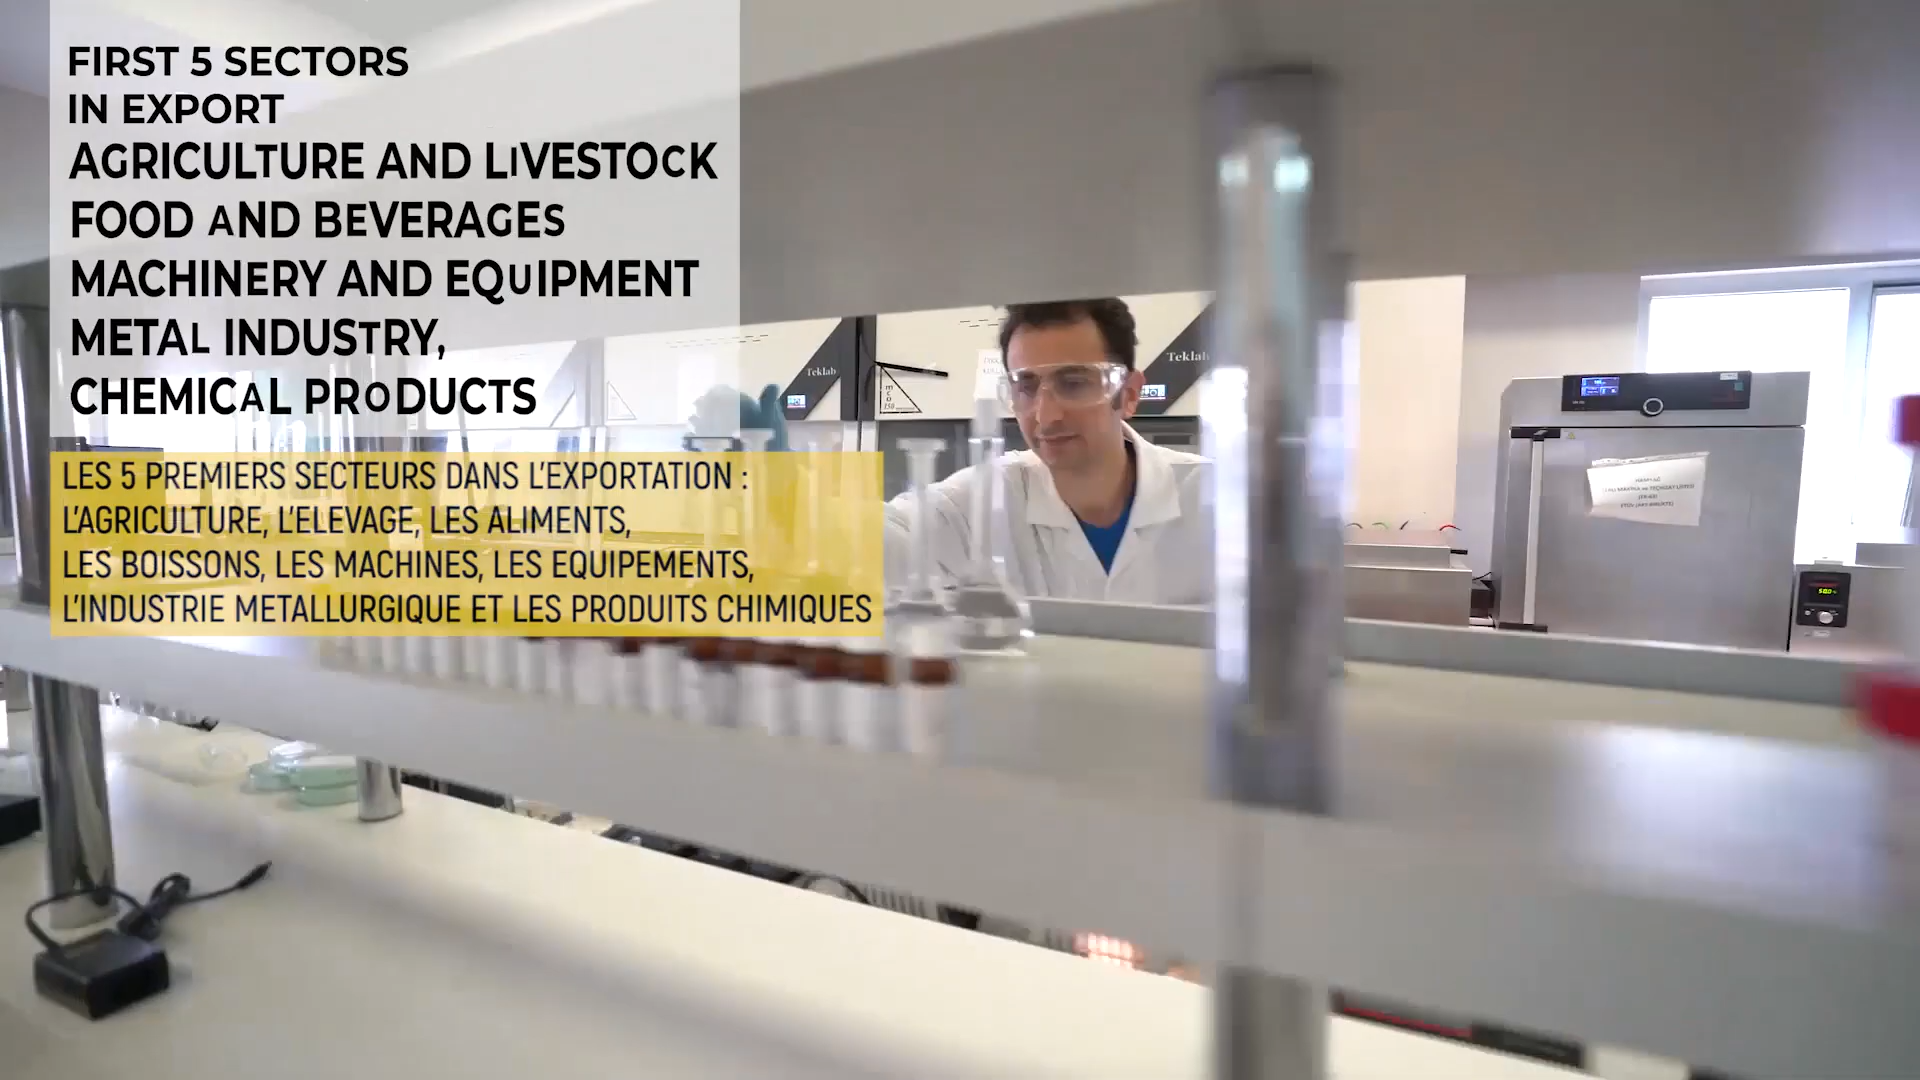 FIRST 5 SECTORS
IN EXPORT
AGRICULTURE AND LIVESTOCK
FOOD AND BEVERAGES
MACHINERY AND EQUIPMENT
METAL INDUSTRY,
CHEMICAL PRODUCTS
LES 5 PREMIERS SECTEURS DANS L'EXPORTATION :
L'AGRICULTURE, L'ELEVAGE, LES ALIMENTS,
LES BOISSONS, LES MACHINES, LES EQUIPEMENTS,
L'INDUSTRIE METALLURGIQUE ET LES PRODUITS CHIMIQUES
Teklab
Teklab